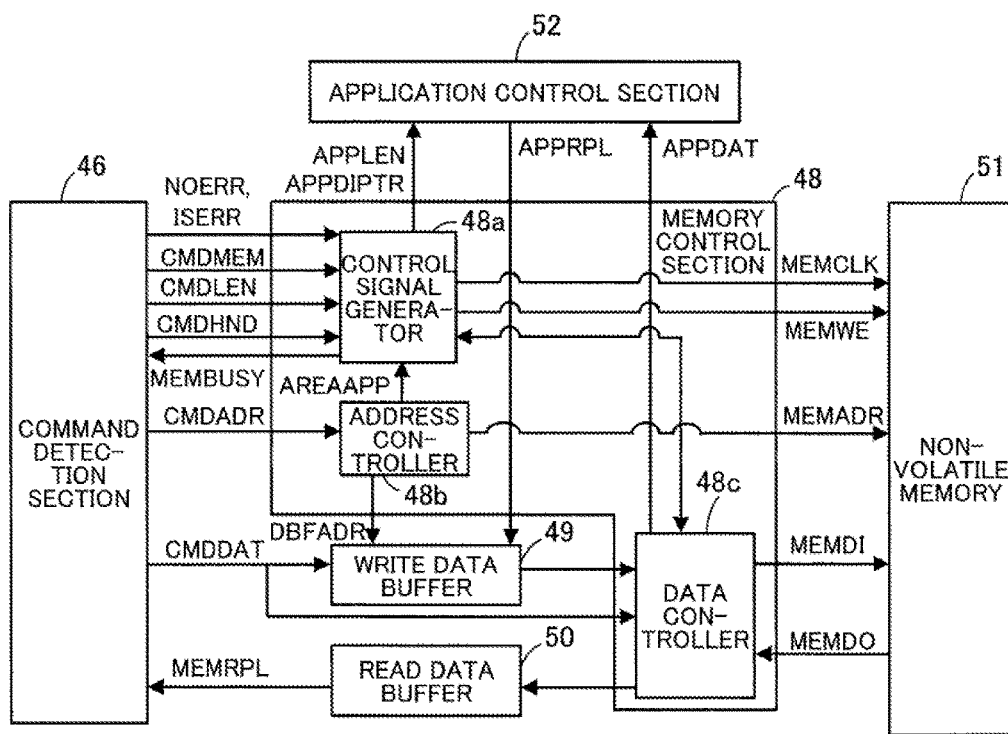 52
APPLICATION CONTROL SECTION
46
NOERR,
ISERR
APPLEN
APPDIPTR
APPRPL
APPDAT
48
51
48a
MEMORY
CONTROL
SECTION
CMDMEM
CMDLEN
CMDHND
MEMBUSY
CONTROL
SIGNAL
GENERA-
TOR
MEMCLK
MEMWE
AREAAPP
CMDADR
ADDRESS
CON-
TROLLER
48b
MEMADR
COMMAND
DETEC-
TION
SECTION
NON-
VOLATILE
MEMORY
48c
DBFADR
49
CMDDAT
WRITE DATA
BUFFER
DATA
CON-
TROLLER
MEMDI
MEMDO
50
MEMRPL
READ DATA
BUFFER